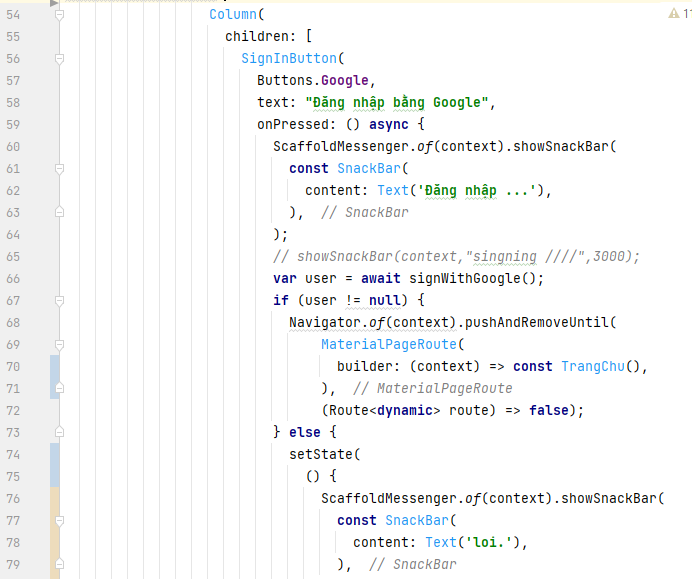 54 Column(
55 children: [
56 SignInButton(
57 Buttons.Google,
58 text: "Đăng nhập bằng Google",
59 onPressed: () async {
60 ScaffoldMessenger.of(context).showSnackBar(
61 const SnackBar(
62 content: Text('Đăng nhập ...'),
63 ), // SnackBar
64 );
65 // showSnackBar(context,"singning ////",3000);
66 var user = await signWithGoogle();
67 if (user != null) {
68 Navigator.of(context).pushAndRemoveUntil(
69 MaterialPageRoute(
70 builder: (context) => const TrangChu(),
71 ), // MaterialPageRoute
72 (Route<dynamic> route) => false);
73 } else {
74 setState(
75 () {
76 ScaffoldMessenger.of(context).showSnackBar(
77 const SnackBar(
78 content: Text('loi.'),
79 ), // SnackBar